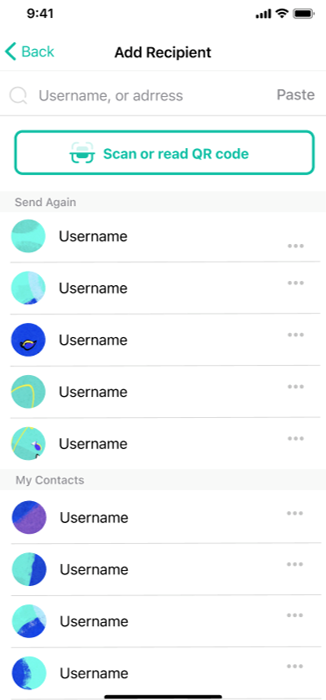 9:41
Back
Add Recipient
Username, or adrress
Paste
Scan or read QR code
Send Again
Username
Username
Username
Username
Username
My Contacts
Username
Username
Username
Username